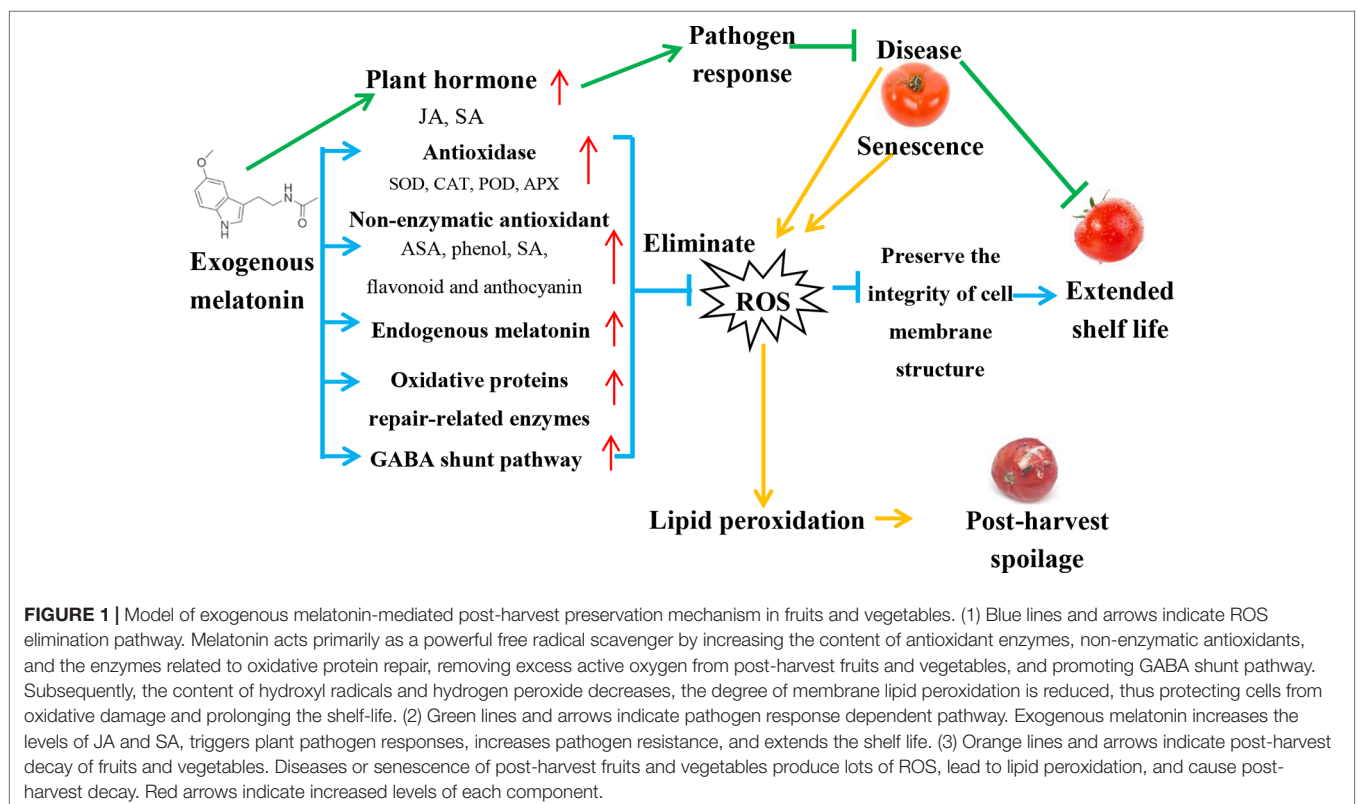 Pathogen
response
Disease
Plant hormone
JA, SA
Senescence
Antioxidase
SOD, CAT, POD, APX
Non-enzymatic antioxidant
ASA, phenol, SA,
flavonoid and anthocyanin
Endogenous melatonin
Oxidative proteins
repair-related enzymes
GABA shunt pathway
O
H
N
O
N
H
Exogenous
melatonin
Eliminate
ROS
Preserve the
integrity of cell
membrane
structure
Extended
shelf life
Lipid peroxidation
Post-harvest
spoilage
FIGURE 1 | Model of exogenous melatonin-mediated post-harvest preservation mechanism in fruits and vegetables. (1) Blue lines and arrows indicate ROS
elimination pathway. Melatonin acts primarily as a powerful free radical scavenger by increasing the content of antioxidant enzymes, non-enzymatic antioxidants,
and the enzymes related to oxidative protein repair, removing excess active oxygen from post-harvest fruits and vegetables, and promoting GABA shunt pathway.
Subsequently, the content of hydroxyl radicals and hydrogen peroxide decreases, the degree of membrane lipid peroxidation is reduced, thus protecting cells from
oxidative damage and prolonging the shelf-life. (2) Green lines and arrows indicate pathogen response dependent pathway. Exogenous melatonin increases the
levels of JA and SA, triggers plant pathogen responses, increases pathogen resistance, and extends the shelf life. (3) Orange lines and arrows indicate post-harvest
decay of fruits and vegetables. Diseases or senescence of post-harvest fruits and vegetables produce lots of ROS, lead to lipid peroxidation, and cause post-
harvest decay. Red arrows indicate increased levels of each component.